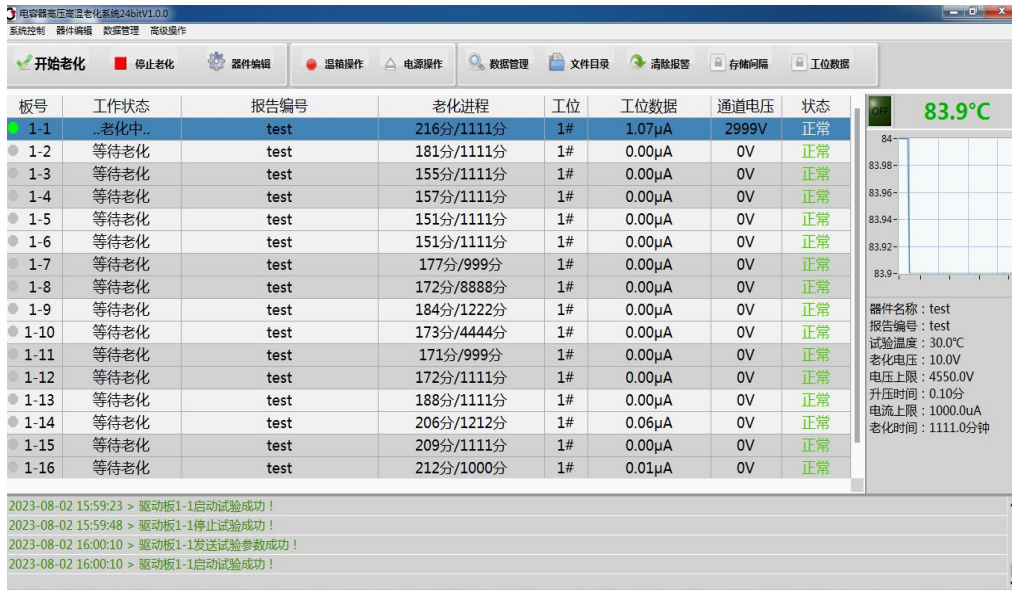 电容器高压高温老化系统24bitV1.0.0
系统控制 器件编辑 数据管理 高级操作
开始老化 停止老化 器件编辑 温箱操作 电源操作 数据管理 文件目录 清除报警 存储间隔 工位数据
板号 工作状态 报告编号 老化进程 工位 工位数据 通道电压 状态
1-1 ..老化中.. test 216分/1111分 1# 1.07μA 2999V 正常
1-2 等待老化 test 181分/1111分 1# 0.00μA 0V 正常
1-3 等待老化 test 155分/1111分 1# 0.00μA 0V 正常
1-4 等待老化 test 157分/1111分 1# 0.00μA 0V 正常
1-5 等待老化 test 151分/1111分 1# 0.00μA 0V 正常
1-6 等待老化 test 151分/1111分 1# 0.00μA 0V 正常
1-7 等待老化 test 177分/999分 1# 0.00μA 0V 正常
1-8 等待老化 test 172分/8888分 1# 0.00μA 0V 正常
1-9 等待老化 test 184分/1222分 1# 0.00μA 0V 正常
1-10 等待老化 test 173分/4444分 1# 0.00μA 0V 正常
1-11 等待老化 test 171分/999分 1# 0.00μA 0V 正常
1-12 等待老化 test 172分/1111分 1# 0.00μA 0V 正常
1-13 等待老化 test 188分/1111分 1# 0.00μA 0V 正常
1-14 等待老化 test 206分/1212分 1# 0.06μA 0V 正常
1-15 等待老化 test 209分/1111分 1# 0.00μA 0V 正常
1-16 等待老化 test 212分/1000分 1# 0.01μA 0V 正常
OFF 83.9°C
84
83.98
83.96
83.94
83.92
83.9
器件名称：test
报告编号：test
试验温度：30.0℃
老化电压：10.0V
电压上限：4550.0V
升压时间：0.10分
电流上限：1000.0uA
老化时间：1111.0分钟
2023-08-02 15:59:23 > 驱动板1-1启动试验成功！
2023-08-02 15:59:48 > 驱动板1-1停止试验成功！
2023-08-02 16:00:10 > 驱动板1-1发送试验参数成功！
2023-08-02 16:00:10 > 驱动板1-1启动试验成功！